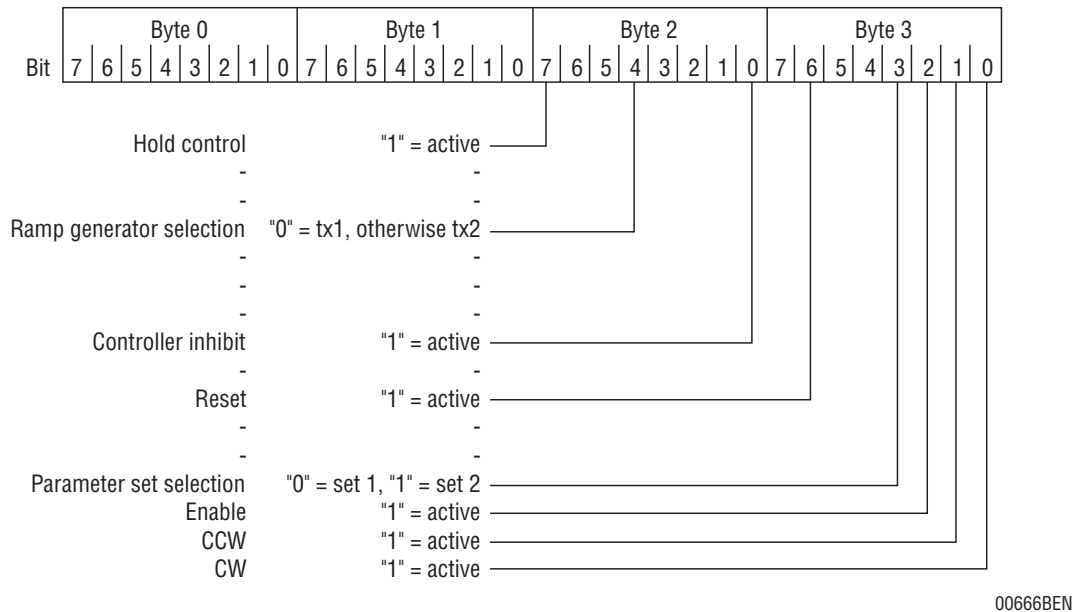 Byte 0 Byte 1 Byte 2 Byte 3
Bit 7 6 5 4 3 2 1 0 7 6 5 4 3 2 1 0 7 6 5 4 3 2 1 0 7 6 5 4 3 2 1 0
Hold control "1" = active
- -
- -
Ramp generator selection "0" = tx1, otherwise tx2
- -
- -
- -
Controller inhibit "1" = active
- -
Reset "1" = active
- -
- -
Parameter set selection "0" = set 1, "1" = set 2
Enable "1" = active
CCW "1" = active
CW "1" = active
00666BEN